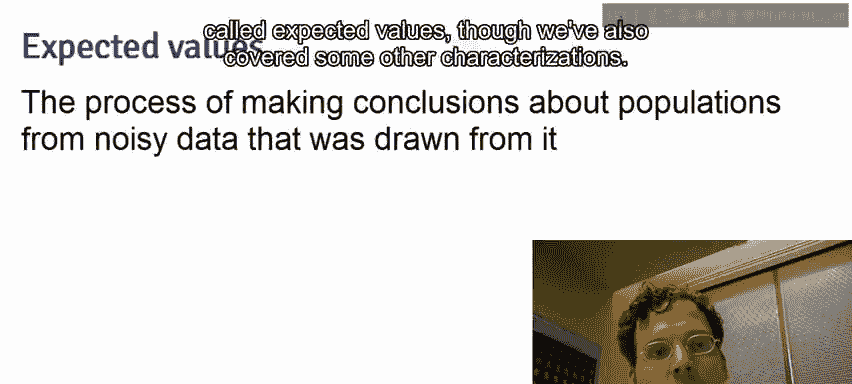 called expected values, though we've also
covered some other characterizations.
Expected values
The process of making conclusions about populations
from noisy data that was drawn from it